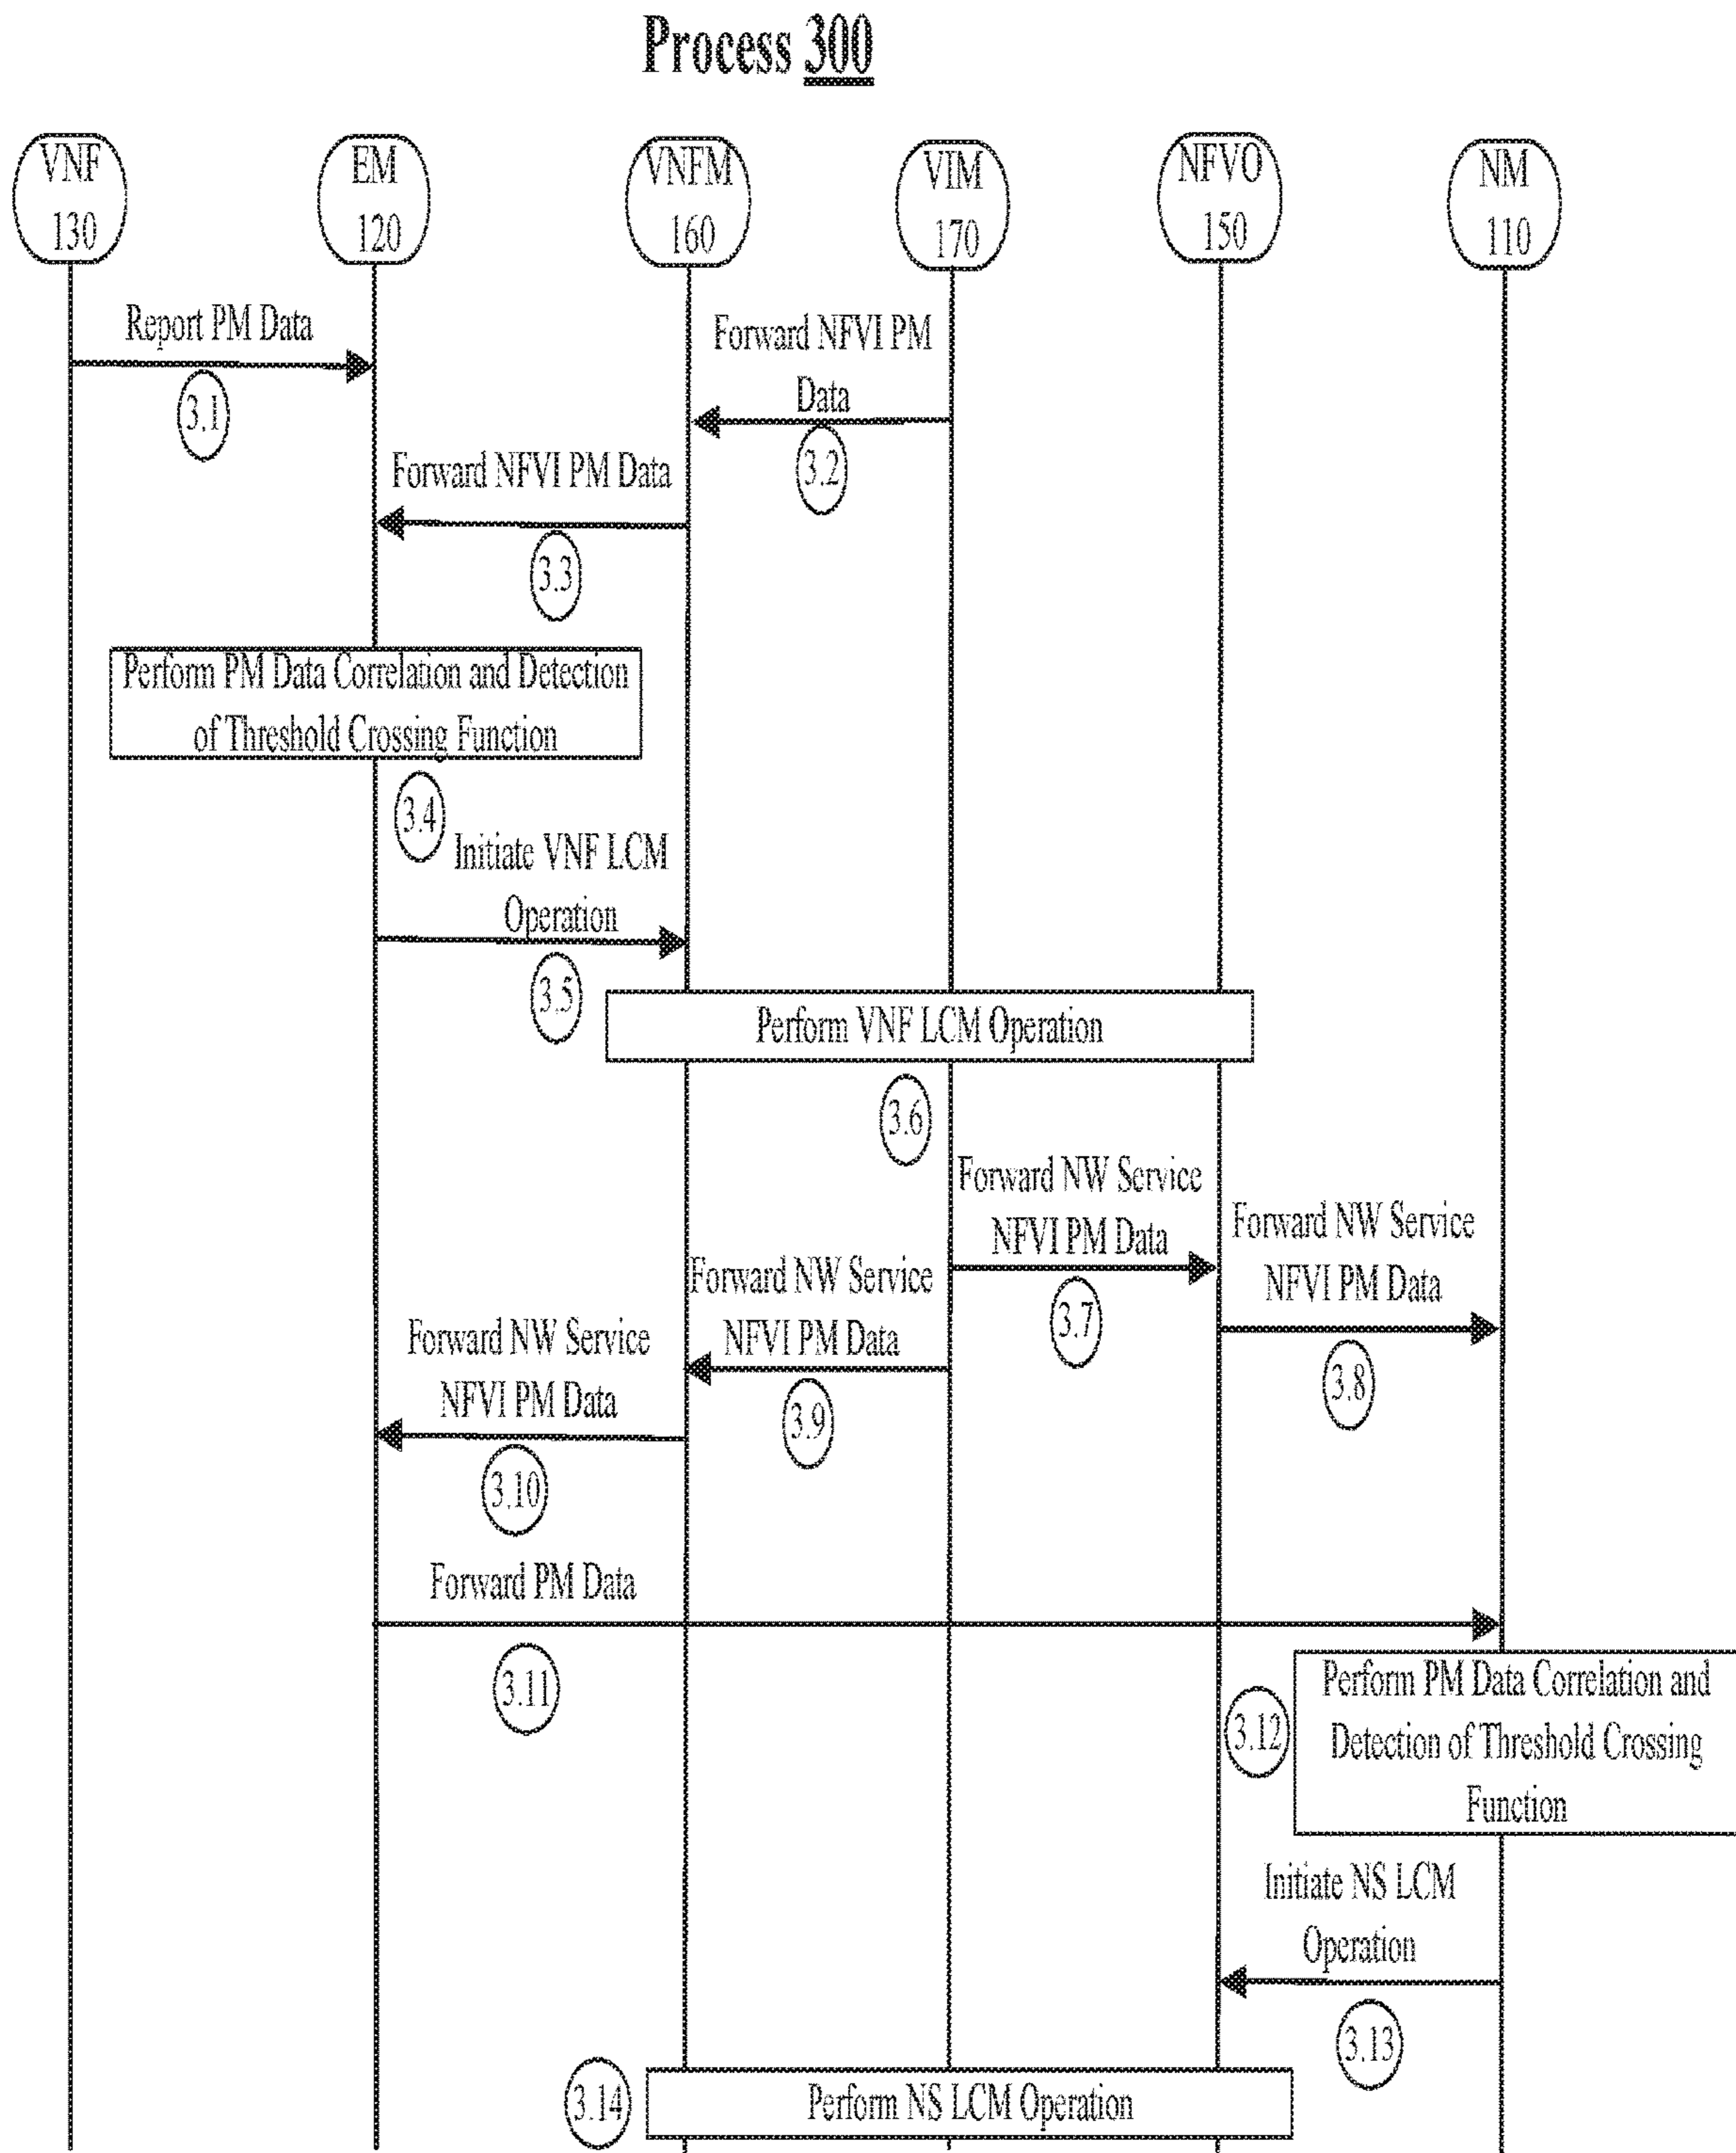 Process 300
VNF
130
EM
120
VNFM
160
VIM
170
NFVO
150
NM
110
Report PM Data
3.1
Forward NFVI PM
Data
3.2
Forward NFVI PM Data
3.3
Perform PM Data Correlation and Detection
of Threshold Crossing Function
3.4
Initiate VNF LCM
Operation
3.5
Perform VNF LCM Operation
3.6
Forward NW Service
NFVI PM Data
3.7
Forward NW Service
NFVI PM Data
3.8
Forward NW Service
NFVI PM Data
3.9
Forward NW Service
NFVI PM Data
3.10
Forward PM Data
3.11
Perform PM Data Correlation and
Detection of Threshold Crossing
Function
3.12
Initiate NS LCM
Operation
3.13
3.14
Perform NS LCM Operation